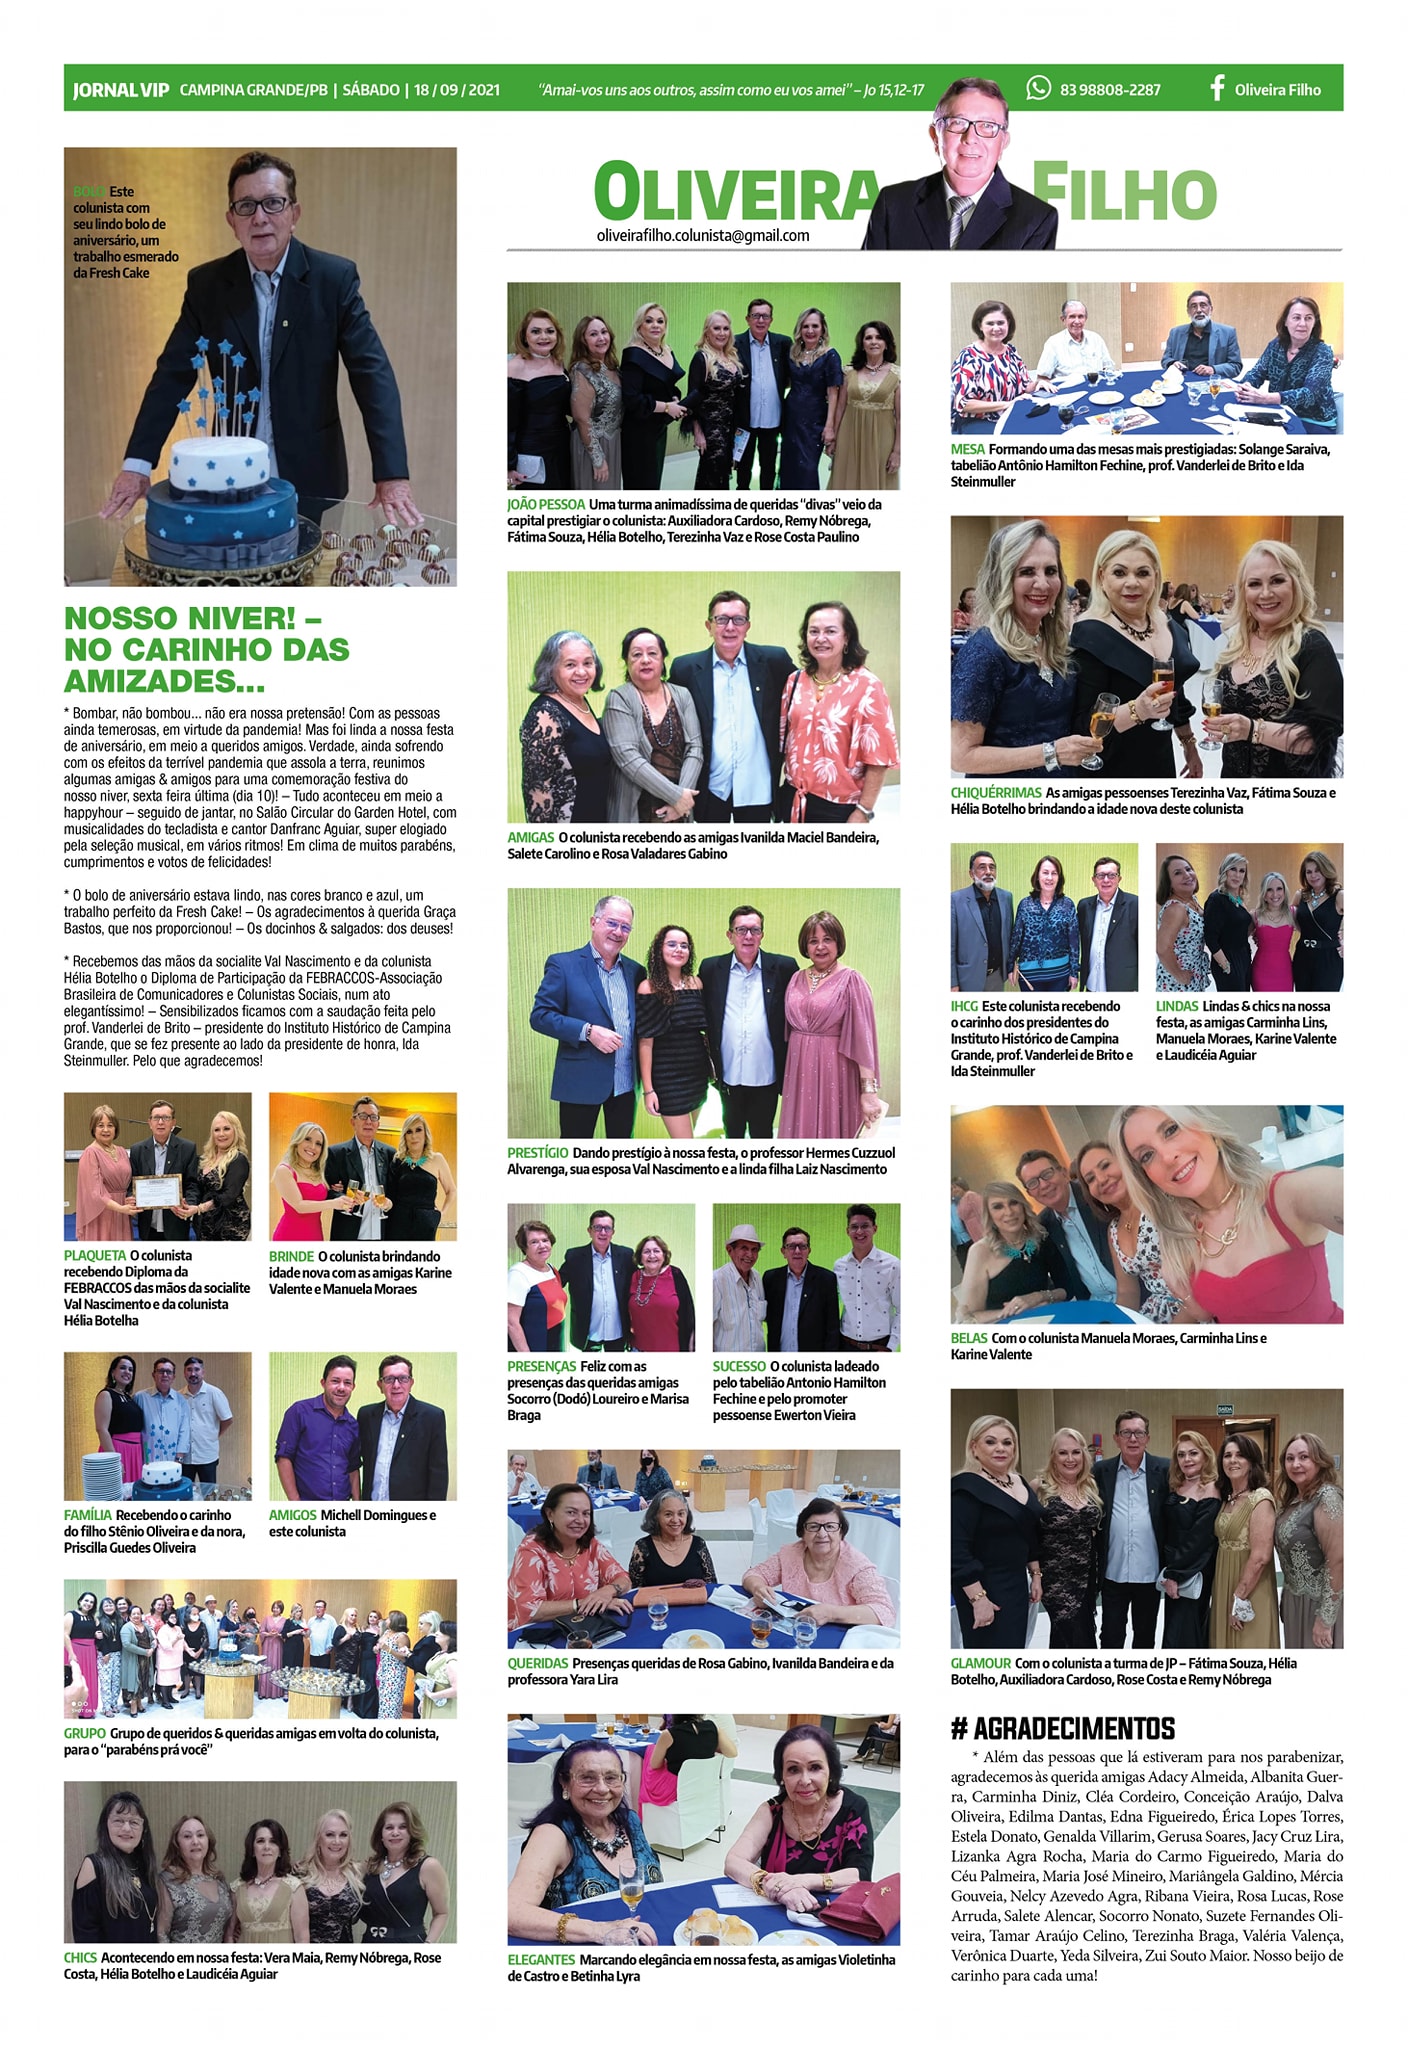 JORNAL VIP CAMPINA GRANDE/PB | SÁBADO | 18 / 09 / 2021 “Amai-vos uns aos outros, assim como eu vos amei” – Jo 15,12-17 83 98808-2287 Oliveira Filho
OLIVEIRA FILHO
oliveirafilho.colunista@gmail.com
BOLO Este
colunista com
seu lindo bolo de
aniversário, um
trabalho esmerado
da Fresh Cake
NOSSO NIVER! –
NO CARINHO DAS
AMIZADES...
* Bombar, não bombou... não era nossa pretensão! Com as pessoas
ainda temerosas, em virtude da pandemia! Mas foi linda a nossa festa
de aniversário, em meio a queridos amigos. Verdade, ainda sofrendo
com os efeitos da terrível pandemia que assola a terra, reunimos
algumas amigas & amigos para uma comemoração festiva do
nosso niver, sexta feira última (dia 10)! – Tudo aconteceu em meio a
happyhour – seguido de jantar, no Salão Circular do Garden Hotel, com
musicalidades do tecladista e cantor Danfranc Aguiar, super elogiado
pela seleção musical, em vários ritmos! Em clima de muitos parabéns,
cumprimentos e votos de felicidades!
* O bolo de aniversário estava lindo, nas cores branco e azul, um
trabalho perfeito da Fresh Cake! – Os agradecimentos à querida Graça
Bastos, que nos proporcionou! – Os docinhos & salgados: dos deuses!
* Recebemos das mãos da socialite Val Nascimento e da colunista
Hélia Botelho o Diploma de Participação da FEBRACCOS-Associação
Brasileira de Comunicadores e Colunistas Sociais, num ato
elegantíssimo! – Sensibilizados ficamos com a saudação feita pelo
prof. Vanderlei de Brito – presidente do Instituto Histórico de Campina
Grande, que se fez presente ao lado da presidente de honra, Ida
Steinmuller. Pelo que agradecemos!
PLAQUETA O colunista
recebendo Diploma da
FEBRACCOS das mãos da socialite
Val Nascimento e da colunista
Hélia Botelha
BRINDE O colunista brindando
idade nova com as amigas Karine
Valente e Manuela Moraes
FAMÍLIA Recebendo o carinho
do filho Stênio Oliveira e da nora,
Priscilla Guedes Oliveira
AMIGOS Michell Domingues e
este colunista
GRUPO Grupo de queridos & queridas amigas em volta do colunista,
para o “parabéns prá você”
CHICS Acontecendo em nossa festa: Vera Maia, Remy Nóbrega, Rose
Costa, Hélia Botelho e Laudicéia Aguiar
JOÃO PESSOA Uma turma animadíssima de queridas “divas” veio da
capital prestigiar o colunista: Auxiliadora Cardoso, Remy Nóbrega,
Fátima Souza, Hélia Botelho, Terezinha Vaz e Rose Costa Paulino
AMIGAS O colunista recebendo as amigas Ivanilda Maciel Bandeira,
Salete Carolino e Rosa Valadares Gabino
PRESTÍGIO Dando prestígio à nossa festa, o professor Hermes Cuzzuol
Alvarenga, sua esposa Val Nascimento e a linda filha Laiz Nascimento
PRESENÇAS Feliz com as
presenças das queridas amigas
Socorro (Dodó) Loureiro e Marisa
Braga
SUCESSO O colunista ladeado
pelo tabelião Antonio Hamilton
Fechine e pelo promoter
pessoense Ewerton Vieira
QUERIDAS Presenças queridas de Rosa Gabino, Ivanilda Bandeira e da
professora Yara Lira
ELEGANTES Marcando elegância em nossa festa, as amigas Violetinha
de Castro e Betinha Lyra
MESA Formando uma das mesas mais prestigiadas: Solange Saraiva,
tabelião Antônio Hamilton Fechine, prof. Vanderlei de Brito e Ida
Steinmuller
CHIQUÉRRIMAS As amigas pessoenses Terezinha Vaz, Fátima Souza e
Hélia Botelho brindando a idade nova deste colunista
IHCG Este colunista recebendo
o carinho dos presidentes do
Instituto Histórico de Campina
Grande, prof. Vanderlei de Brito e
Ida Steinmuller
LINDAS Lindas & chics na nossa
festa, as amigas Carminha Lins,
Manuela Moraes, Karine Valente
e Laudicéia Aguiar
BELAS Com o colunista Manuela Moraes, Carminha Lins e
Karine Valente
SAÍDA
GLAMOUR Com o colunista a turma de JP – Fátima Souza, Hélia
Botelho, Auxiliadora Cardoso, Rose Costa e Remy Nóbrega
# AGRADECIMENTOS
* Além das pessoas que lá estiveram para nos parabenizar,
agradecemos às querida amigas Adacy Almeida, Albanita Guer-
ra, Carminha Diniz, Cléa Cordeiro, Conceição Araújo, Dalva
Oliveira, Edilma Dantas, Edna Figueiredo, Érica Lopes Torres,
Estela Donato, Genalda Villarim, Gerusa Soares, Jacy Cruz Lira,
Lizanka Agra Rocha, Maria do Carmo Figueiredo, Maria do
Céu Palmeira, Maria José Mineiro, Mariângela Galdino, Mércia
Gouveia, Nelcy Azevedo Agra, Ribana Vieira, Rosa Lucas, Rose
Arruda, Salete Alencar, Socorro Nonato, Suzete Fernandes Oli-
veira, Tamar Araújo Celino, Terezinha Braga, Valéria Valença,
Verônica Duarte, Yeda Silveira, Zui Souto Maior. Nosso beijo de
carinho para cada uma!